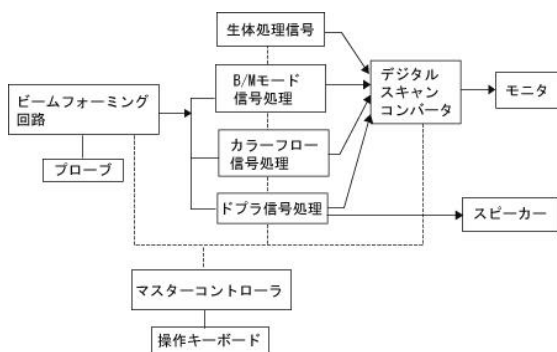 生体処理信号
B/Mモード
信号処理
デジタル
スキャン
コンバータ
モニタ
ビームフォーミング
回路
カラーフロー
信号処理
プローブ
ドプラ信号処理
スピーカー
マスターコントローラ
操作キーボード